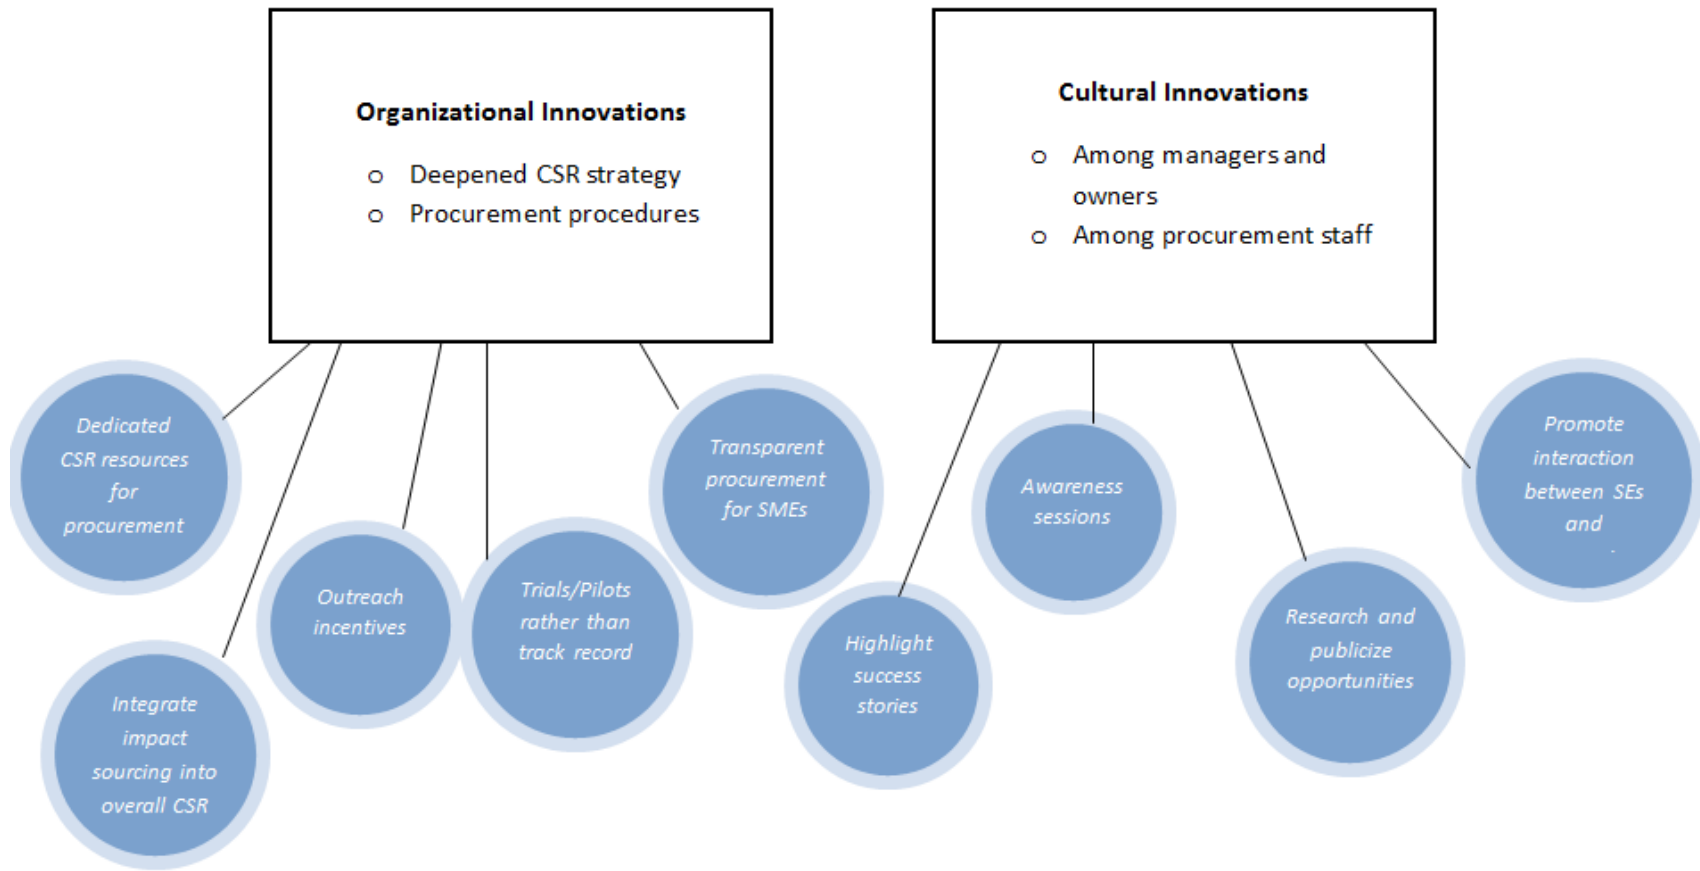 Organizational Innovations
o Deepened CSR strategy
o Procurement procedures
Cultural Innovations
o Among managers and
owners
o Among procurement staff
Dedicated
CSR resources
for
procurement
Integrate
impact
sourcing into
overall CSR
Outreach
incentives
Trials/Pilots
rather than
track record
Transparent
procurement
for SMEs
Highlight
success
stories
Awareness
sessions
Research and
publicize
opportunities
Promote
interaction
between SEs
and